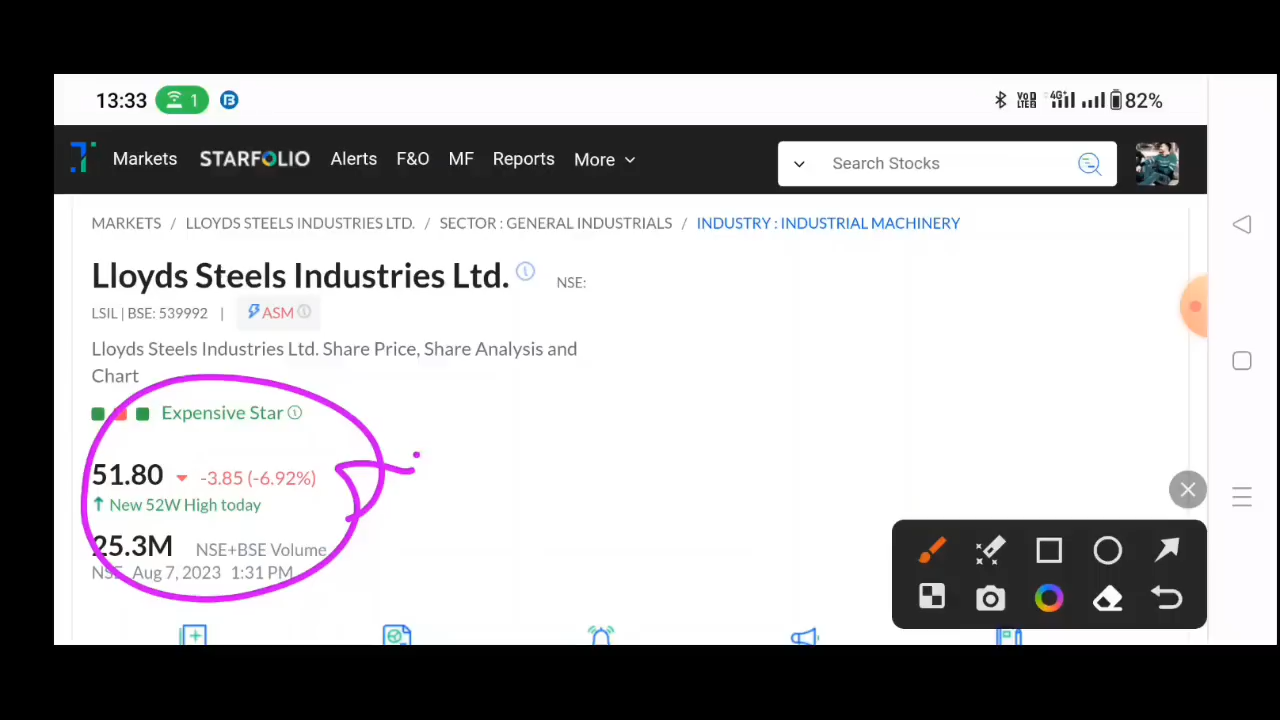 13:33 1 VoD LTE2 4G+ 82%
Markets STARFOLIO Alerts F&O MF Reports More Search Stocks
MARKETS / LLOYDS STEELS INDUSTRIES LTD. / SECTOR : GENERAL INDUSTRIALS / INDUSTRY : INDUSTRIAL MACHINERY
Lloyds Steels Industries Ltd. NSE:
LSIL | BSE: 539992 | ASM
Lloyds Steels Industries Ltd. Share Price, Share Analysis and
Chart
Expensive Star
51.80 -3.85 (-6.92%)
New 52W High today
25.3M NSE+BSE Volume
NSE Aug 7, 2023 1:31 PM